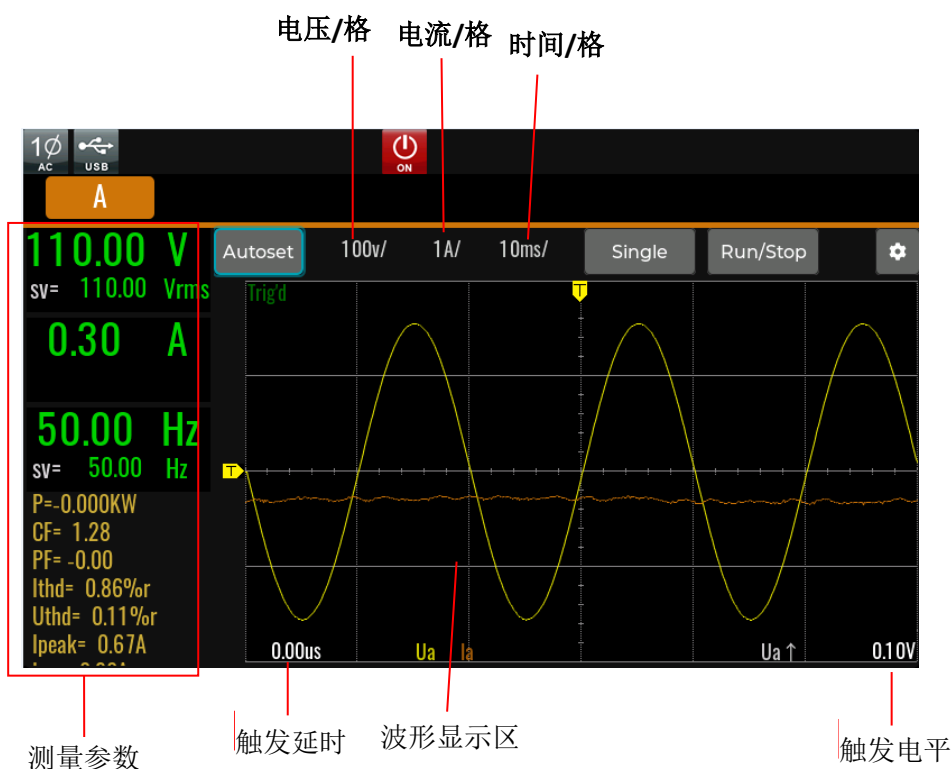 电压/格 电流/格 时间/格
1Ø AC USB ON
A
110.00 V
sv= 110.00 Vrms
0.30 A
50.00 Hz
sv= 50.00 Hz
P=-0.000KW
CF= 1.28
PF= -0.00
Ithd= 0.86%r
Uthd= 0.11%r
Ipeak= 0.67A
Autoset 100v/ 1A/ 10ms/ Single Run/Stop
Trig'd T
T
0.00us Ua Ia Ua↑ 0.10V
测量参数 触发延时 波形显示区 触发电平